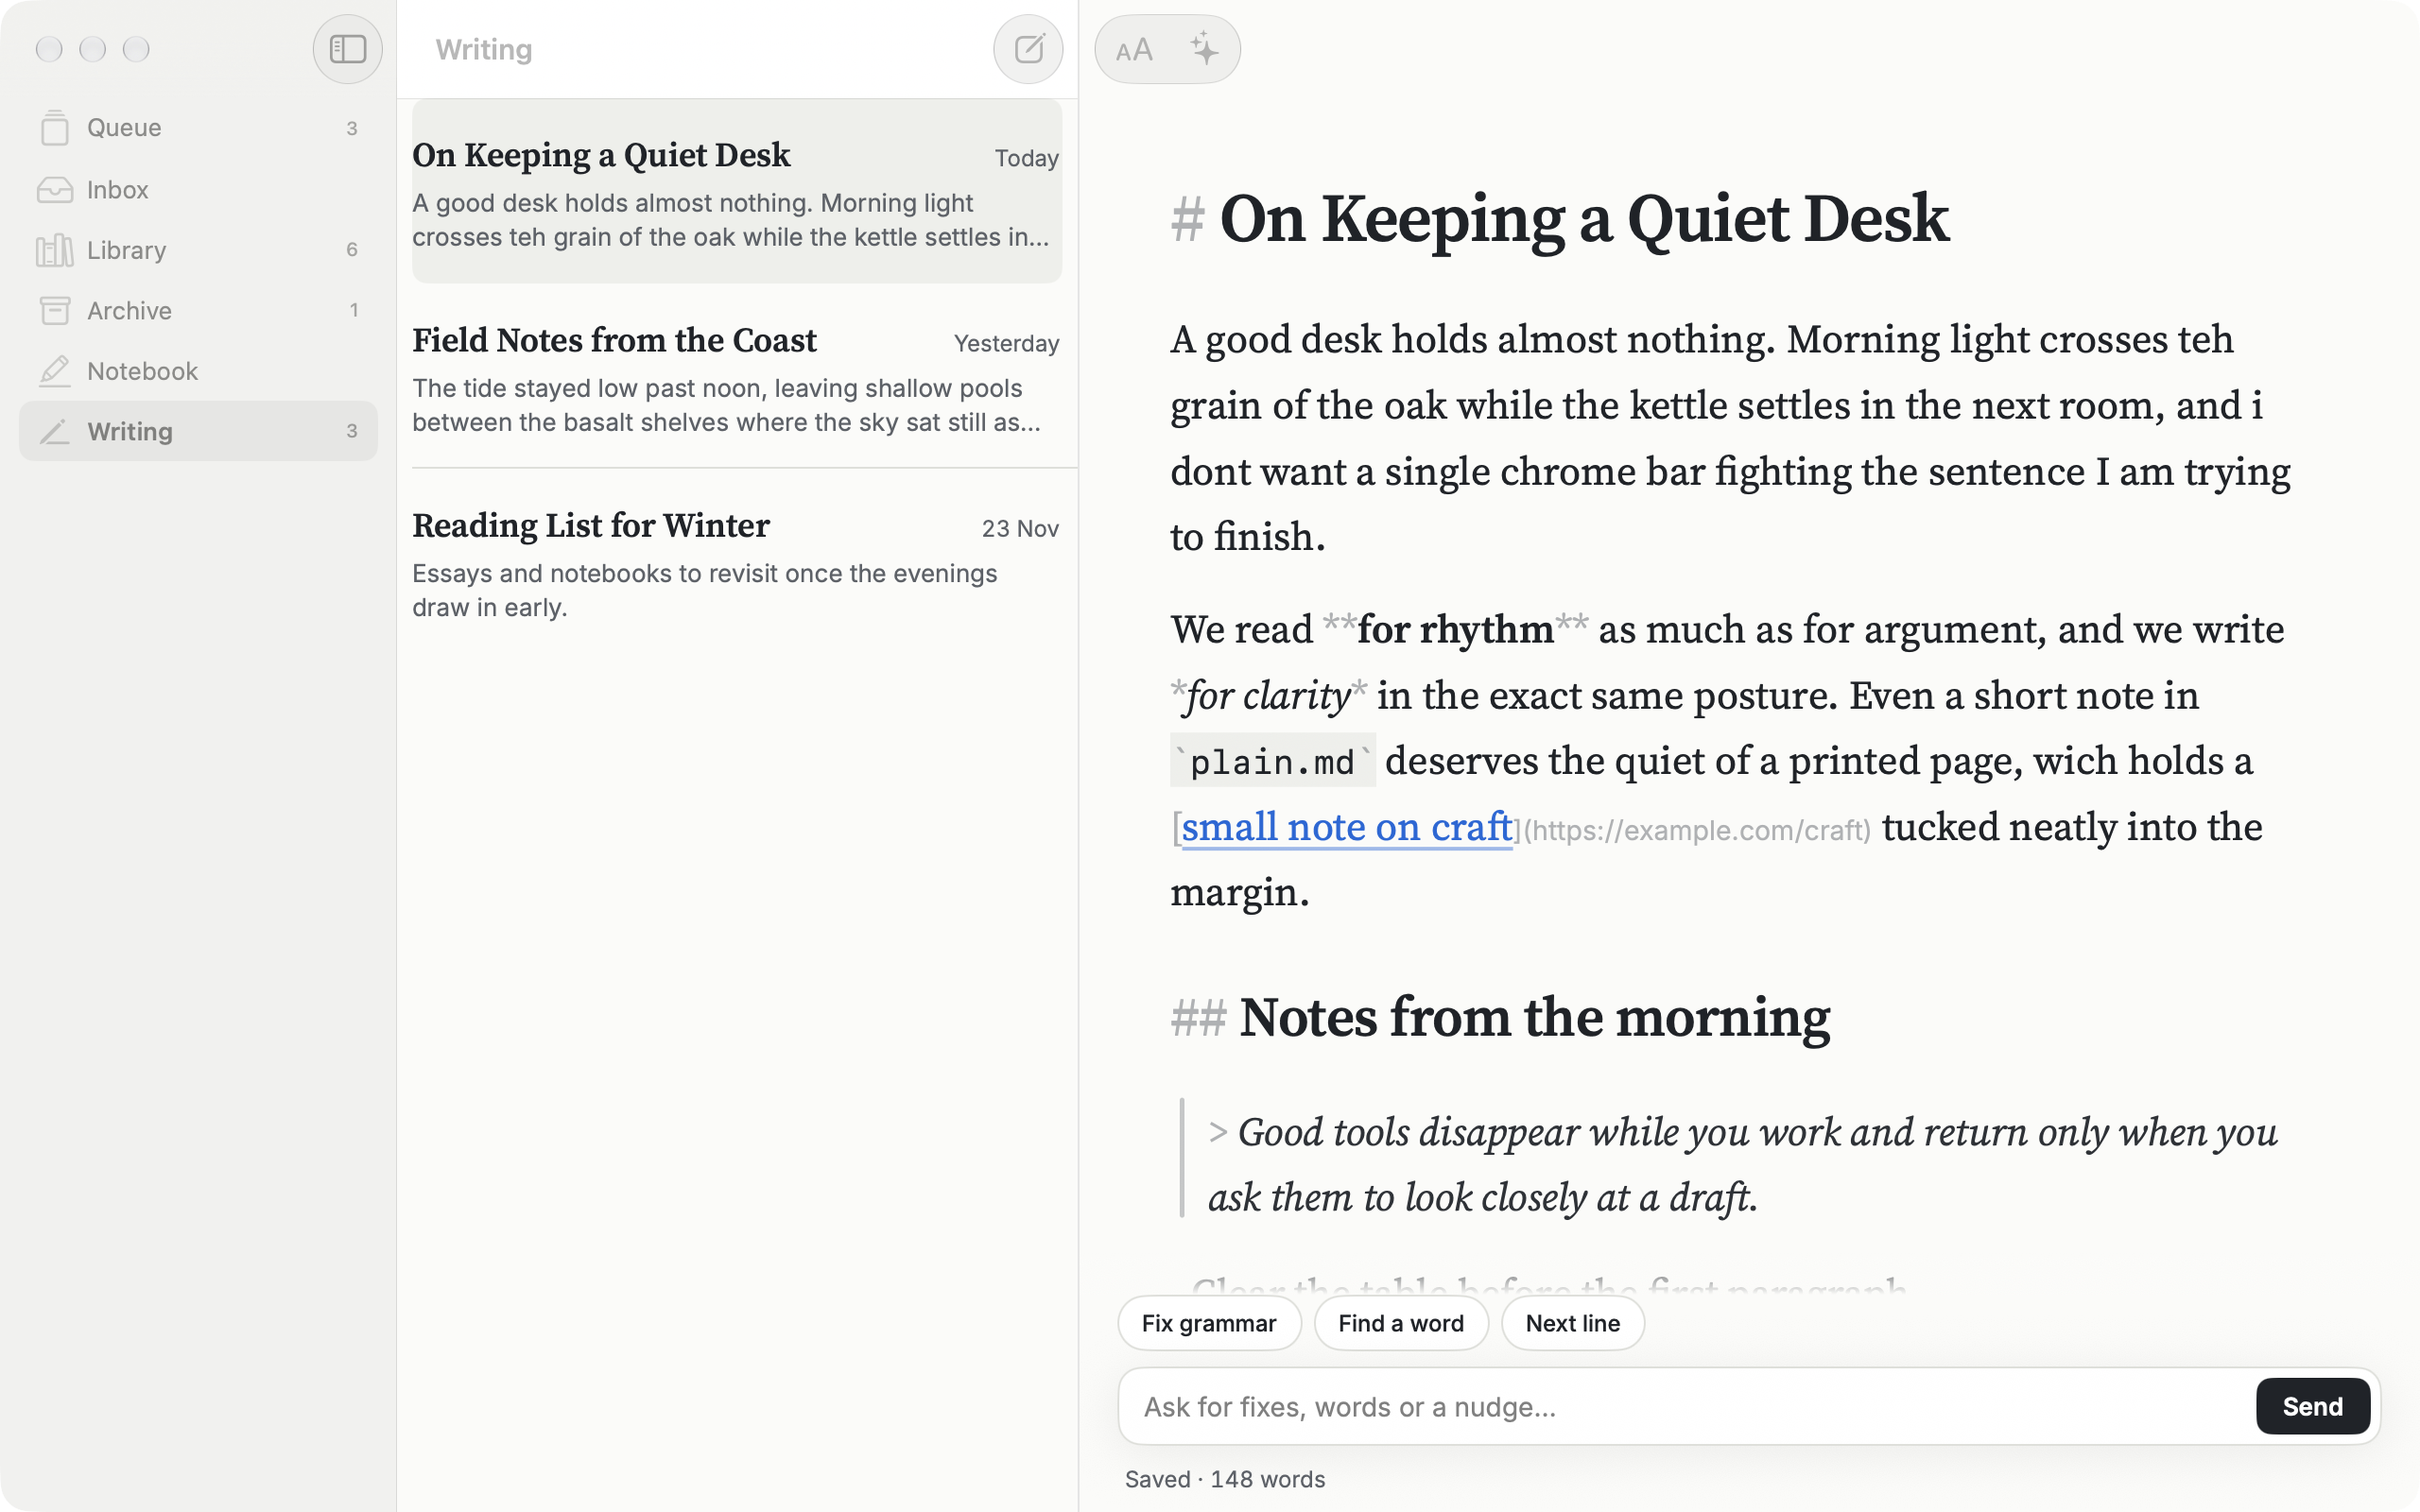 Writing
AA
Queue 3
Inbox
Library 6
Archive 1
Notebook
Writing 3
On Keeping a Quiet Desk Today
A good desk holds almost nothing. Morning light
crosses teh grain of the oak while the kettle settles in...
Field Notes from the Coast Yesterday
The tide stayed low past noon, leaving shallow pools
between the basalt shelves where the sky sat still as...
Reading List for Winter 23 Nov
Essays and notebooks to revisit once the evenings
draw in early.
# On Keeping a Quiet Desk
A good desk holds almost nothing. Morning light crosses teh
grain of the oak while the kettle settles in the next room, and i
dont want a single chrome bar fighting the sentence I am trying
to finish.
We read **for rhythm** as much as for argument, and we write
*for clarity* in the exact same posture. Even a short note in
`plain.md` deserves the quiet of a printed page, wich holds a
[small note on craft](https://example.com/craft) tucked neatly into the
margin.
## Notes from the morning
> Good tools disappear while you work and return only when you
ask them to look closely at a draft.
Clear the table before the first paragraph
Fix grammar Find a word Next line
Ask for fixes, words or a nudge...
Send
Saved · 148 words